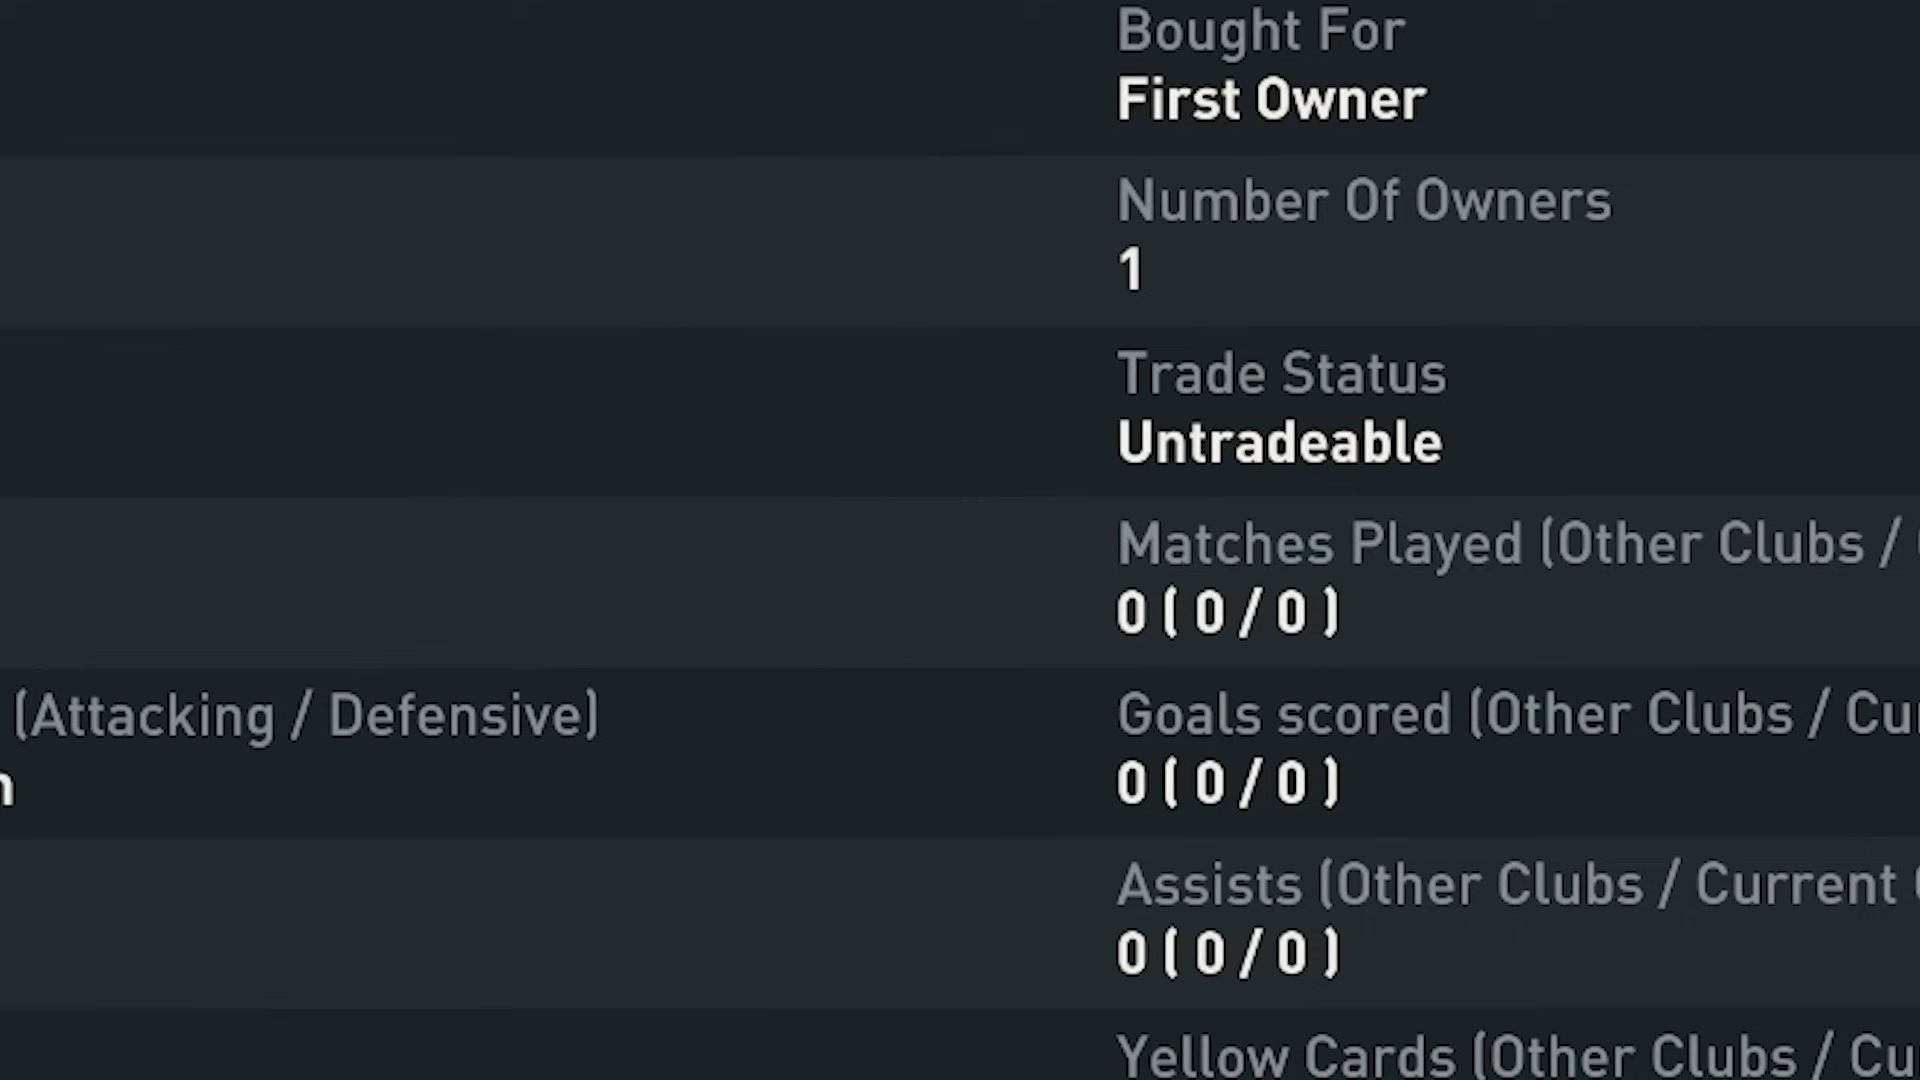 Bought For
First Owner
Number Of Owners
1
Trade Status
Untradeable
Matches Played (Other Clubs /
0 ( 0 / 0 )
(Attacking / Defensive)
Goals scored (Other Clubs /
0 ( 0 / 0 )
Assists (Other Clubs / Current
0 ( 0 / 0 )
Yellow Cards (Other Clubs /